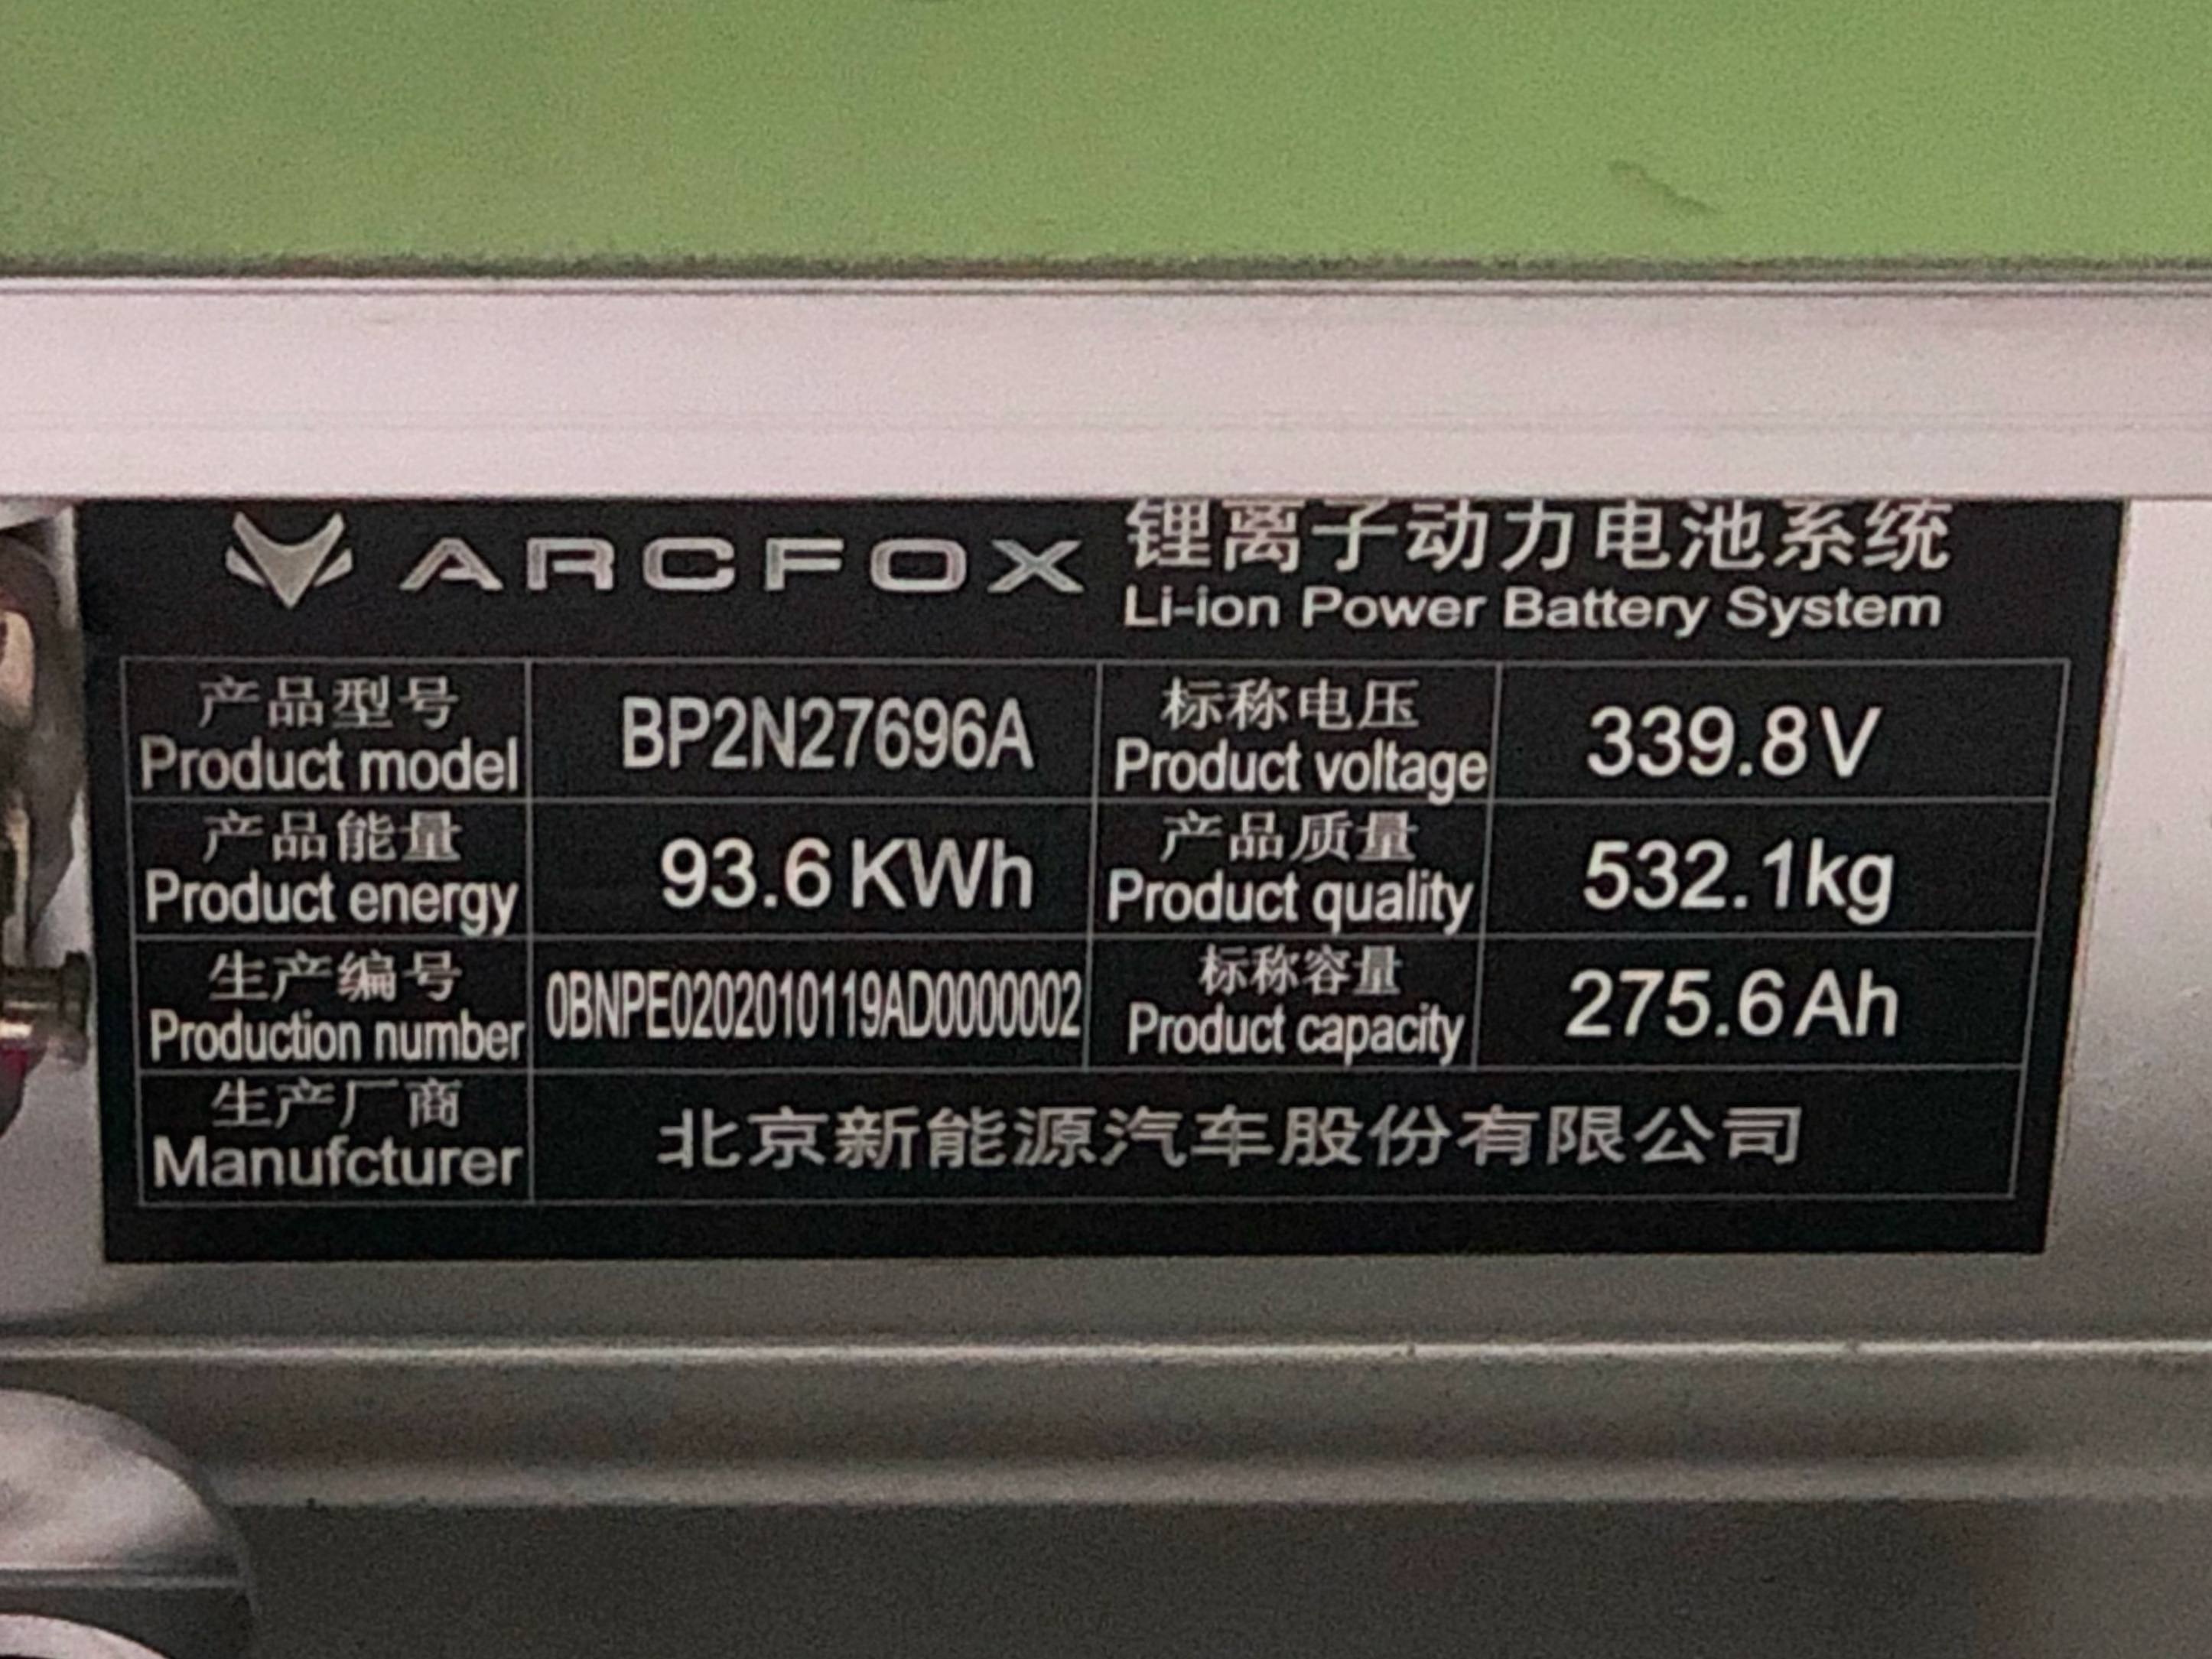 ARCFOX
锂离子动力电池系统
Li-ion Power Battery System
产品型号
Product model
BP2N27696A
标称电压
Product voltage
339.8V
产品能量
Product energy
93.6KWh
产品质量
Product quality
532.1kg
生产编号
Production number
0BNPE0202010119AD0000002
标称容量
Product capacity
275.6Ah
生产厂商
Manufcturer
北京新能源汽车股份有限公司